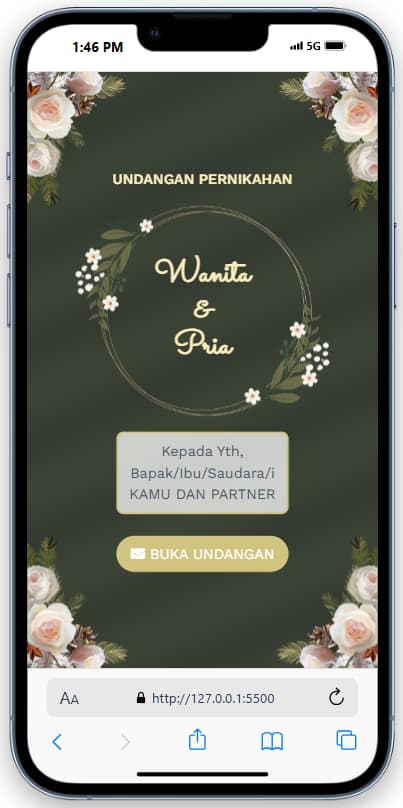 1:46 PM
5G
UNDANGAN PERNIKAHAN
Wanita
&
Pria
Kepada Yth,
Bapak/Ibu/Saudara/i
KAMU DAN PARTNER
BUKA UNDANGAN
AA
http://127.0.0.1:5500